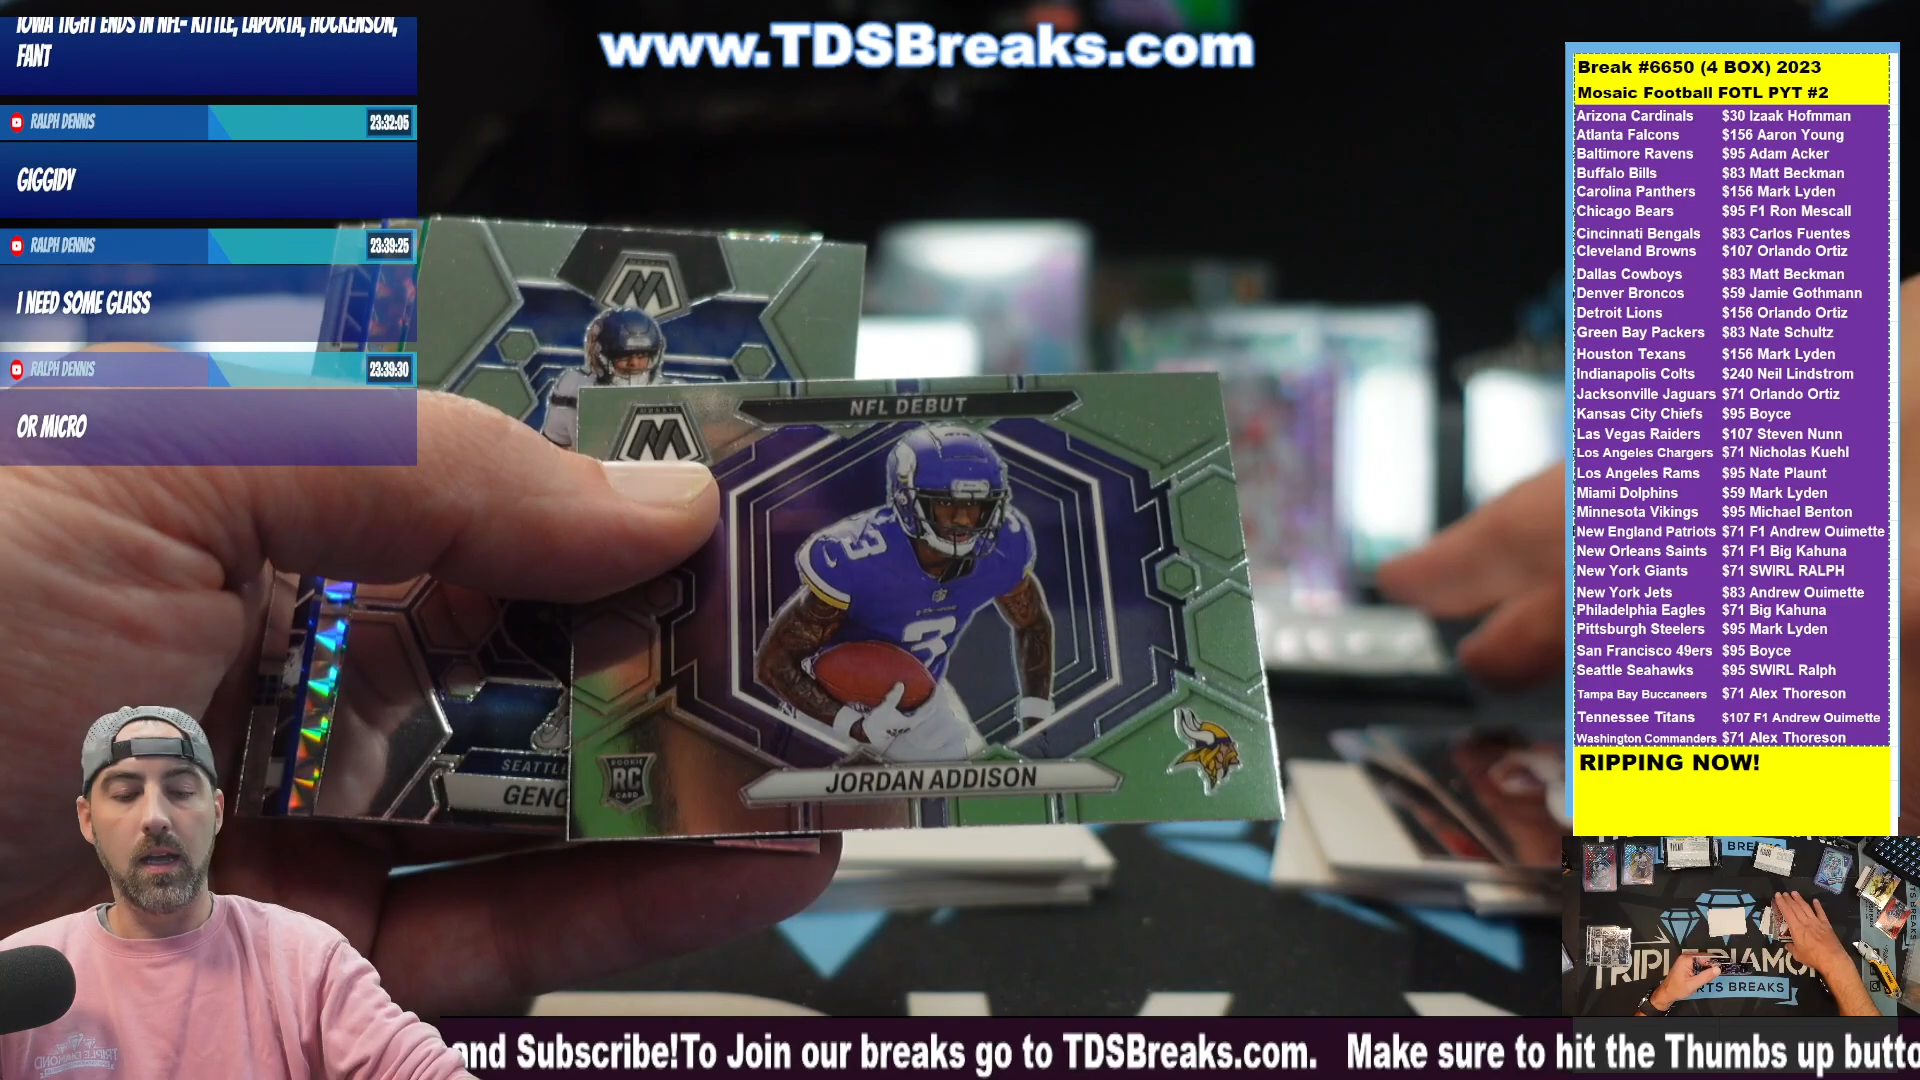 IOWA TIGHT ENDS IN NFL- KITTLE, LAPORTA, HOCKENSON,
FANT
RALPH DENNIS
23:32:05
GIGGIDY
RALPH DENNIS
23:39:25
I NEED SOME GLASS
RALPH DENNIS
23:39:30
OR MICRO
www.TDSBreaks.com
MOSAIC
NFL DEBUT
3
3
ROOKIE
RC
CARD
JORDAN ADDISON
SEATTL
GENO
Break #6650 (4 BOX) 2023
Mosaic Football FOTL PYT #2
Arizona Cardinals $30 Izaak Hofmman
Atlanta Falcons $156 Aaron Young
Baltimore Ravens $95 Adam Acker
Buffalo Bills $83 Matt Beckman
Carolina Panthers $156 Mark Lyden
Chicago Bears $95 F1 Ron Mescall
Cincinnati Bengals $83 Carlos Fuentes
Cleveland Browns $107 Orlando Ortiz
Dallas Cowboys $83 Matt Beckman
Denver Broncos $59 Jamie Gothmann
Detroit Lions $156 Orlando Ortiz
Green Bay Packers $83 Nate Schultz
Houston Texans $156 Mark Lyden
Indianapolis Colts $240 Neil Lindstrom
Jacksonville Jaguars $71 Orlando Ortiz
Kansas City Chiefs $95 Boyce
Las Vegas Raiders $107 Steven Nunn
Los Angeles Chargers $71 Nicholas Kuehl
Los Angeles Rams $95 Nate Plaunt
Miami Dolphins $59 Mark Lyden
Minnesota Vikings $95 Michael Benton
New England Patriots $71 F1 Andrew Ouimette
New Orleans Saints $71 F1 Big Kahuna
New York Giants $71 SWIRL RALPH
New York Jets $83 Andrew Ouimette
Philadelphia Eagles $71 Big Kahuna
Pittsburgh Steelers $95 Mark Lyden
San Francisco 49ers $95 Boyce
Seattle Seahawks $95 SWIRL Ralph
Tampa Bay Buccaneers $71 Alex Thoreson
Tennessee Titans $107 F1 Andrew Ouimette
Washington Commanders $71 Alex Thoreson
RIPPING NOW!
TRIPLE DIAMO
RTS BREAKS
and Subscribe!To Join our breaks go to TDSBreaks.com. Make sure to hit the Thumbs up butto